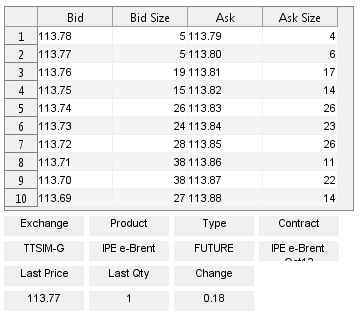 Bid Bid Size Ask Ask Size
1 113.78 5 113.79 4
2 113.77 5 113.80 6
3 113.76 19 113.81 17
4 113.75 15 113.82 14
5 113.74 26 113.83 26
6 113.73 24 113.84 23
7 113.72 28 113.85 26
8 113.71 38 113.86 11
9 113.70 38 113.87 22
10 113.69 27 113.88 14
Exchange Product Type Contract
TTSIM-G IPE e-Brent FUTURE IPE e-Brent
Last Price Last Qty Change
113.77 1 0.18